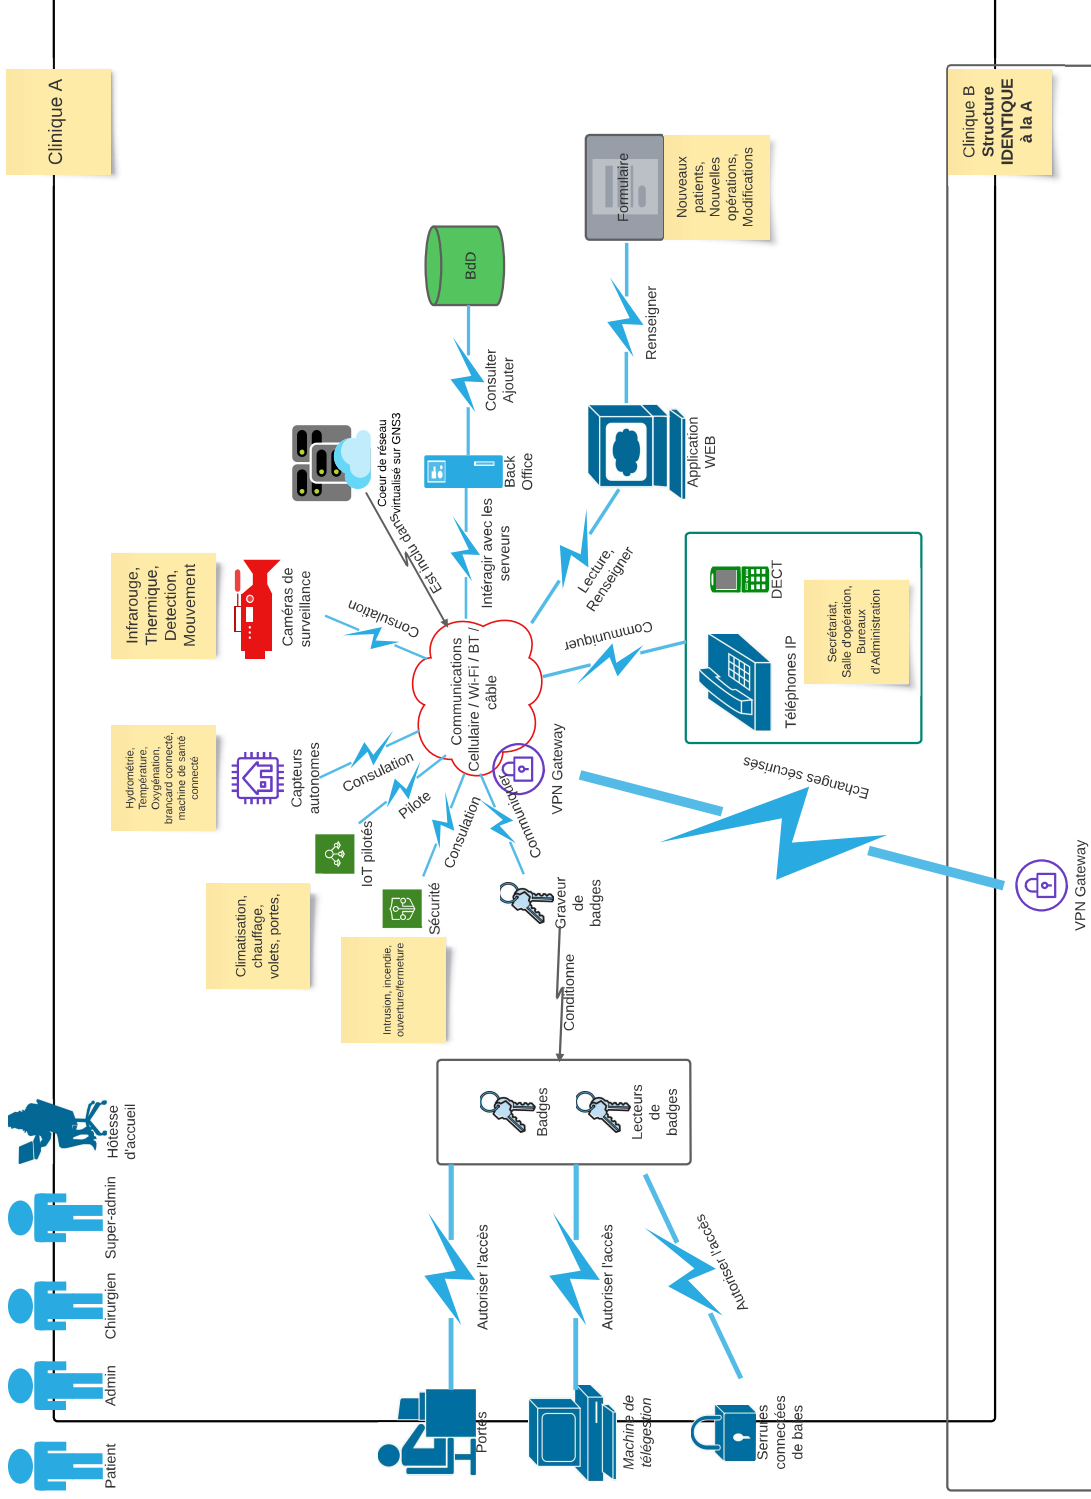 Clinique A
Clinique B
Structure
IDENTIQUE
à la A
Formulaire
Nouveaux
patients,
Nouvelles
opérations,
Modifications
BdD
Consulter
Ajouter
Renseigner
Coeur de réseau
virtualisé sur GNS3
Back
Office
Application
WEB
Est inclu dans
Intéragir avec les
serveurs
Lecture,
Renseigner
Infrarouge,
Thermique,
Detection,
Mouvement
Caméras de
surveillance
Consulation
Communications
Cellulaire / Wi-Fi / BT /
câble
Communiquer
DECT
Téléphones IP
Secrétariat,
Salle d'opération,
Bureaux
d'Administration
Hydrométrie,
Température,
Oxygénation,
brancard connecté,
machine de santé
connecté
Capteurs
autonomes
Consulation
Pilote
IoT pilotés
Consulation
Communiquer
VPN Gateway
Echanges sécurisés
VPN Gateway
Climatisation,
chauffage,
volets, portes,
Sécurité
Intrusion, incendie,
ouverture/fermeture
Graveur
de
badges
Conditionne
Badges
Lecteurs
de
badges
Hôtesse
d'accueil
Super-admin
Chirurgien
Admin
Patient
Autoriser l'accès
Autoriser l'accès
Autoriser l'accès
Portes
Machine de
télégestion
Serrures
connectées
de baies